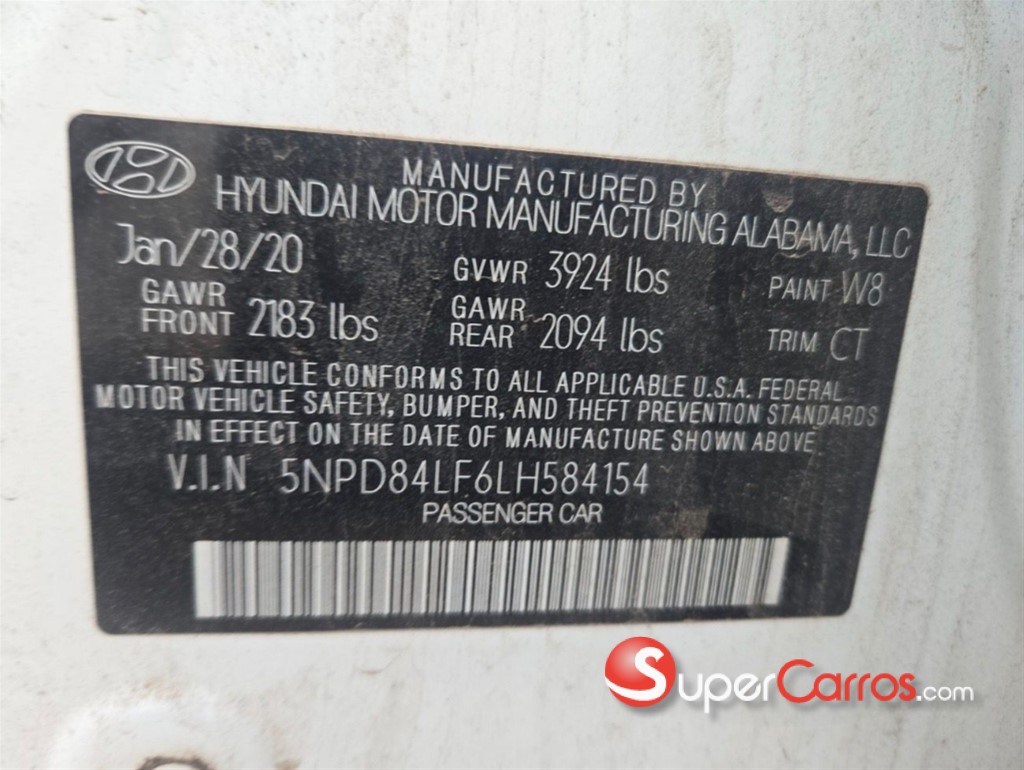 MANUFACTURED BY
HYUNDAI MOTOR MANUFACTURING ALABAMA, LLC
Jan/28/20 GVWR 3924 lbs PAINT W8
GAWR FRONT 2183 lbs GAWR REAR 2094 lbs TRIM CT
THIS VEHICLE CONFORMS TO ALL APPLICABLE U.S.A. FEDERAL
MOTOR VEHICLE SAFETY, BUMPER, AND THEFT PREVENTION STANDARDS
IN EFFECT ON THE DATE OF MANUFACTURE SHOWN ABOVE
V.I.N 5NPD84LF6LH584154
PASSENGER CAR
SuperCarros.com